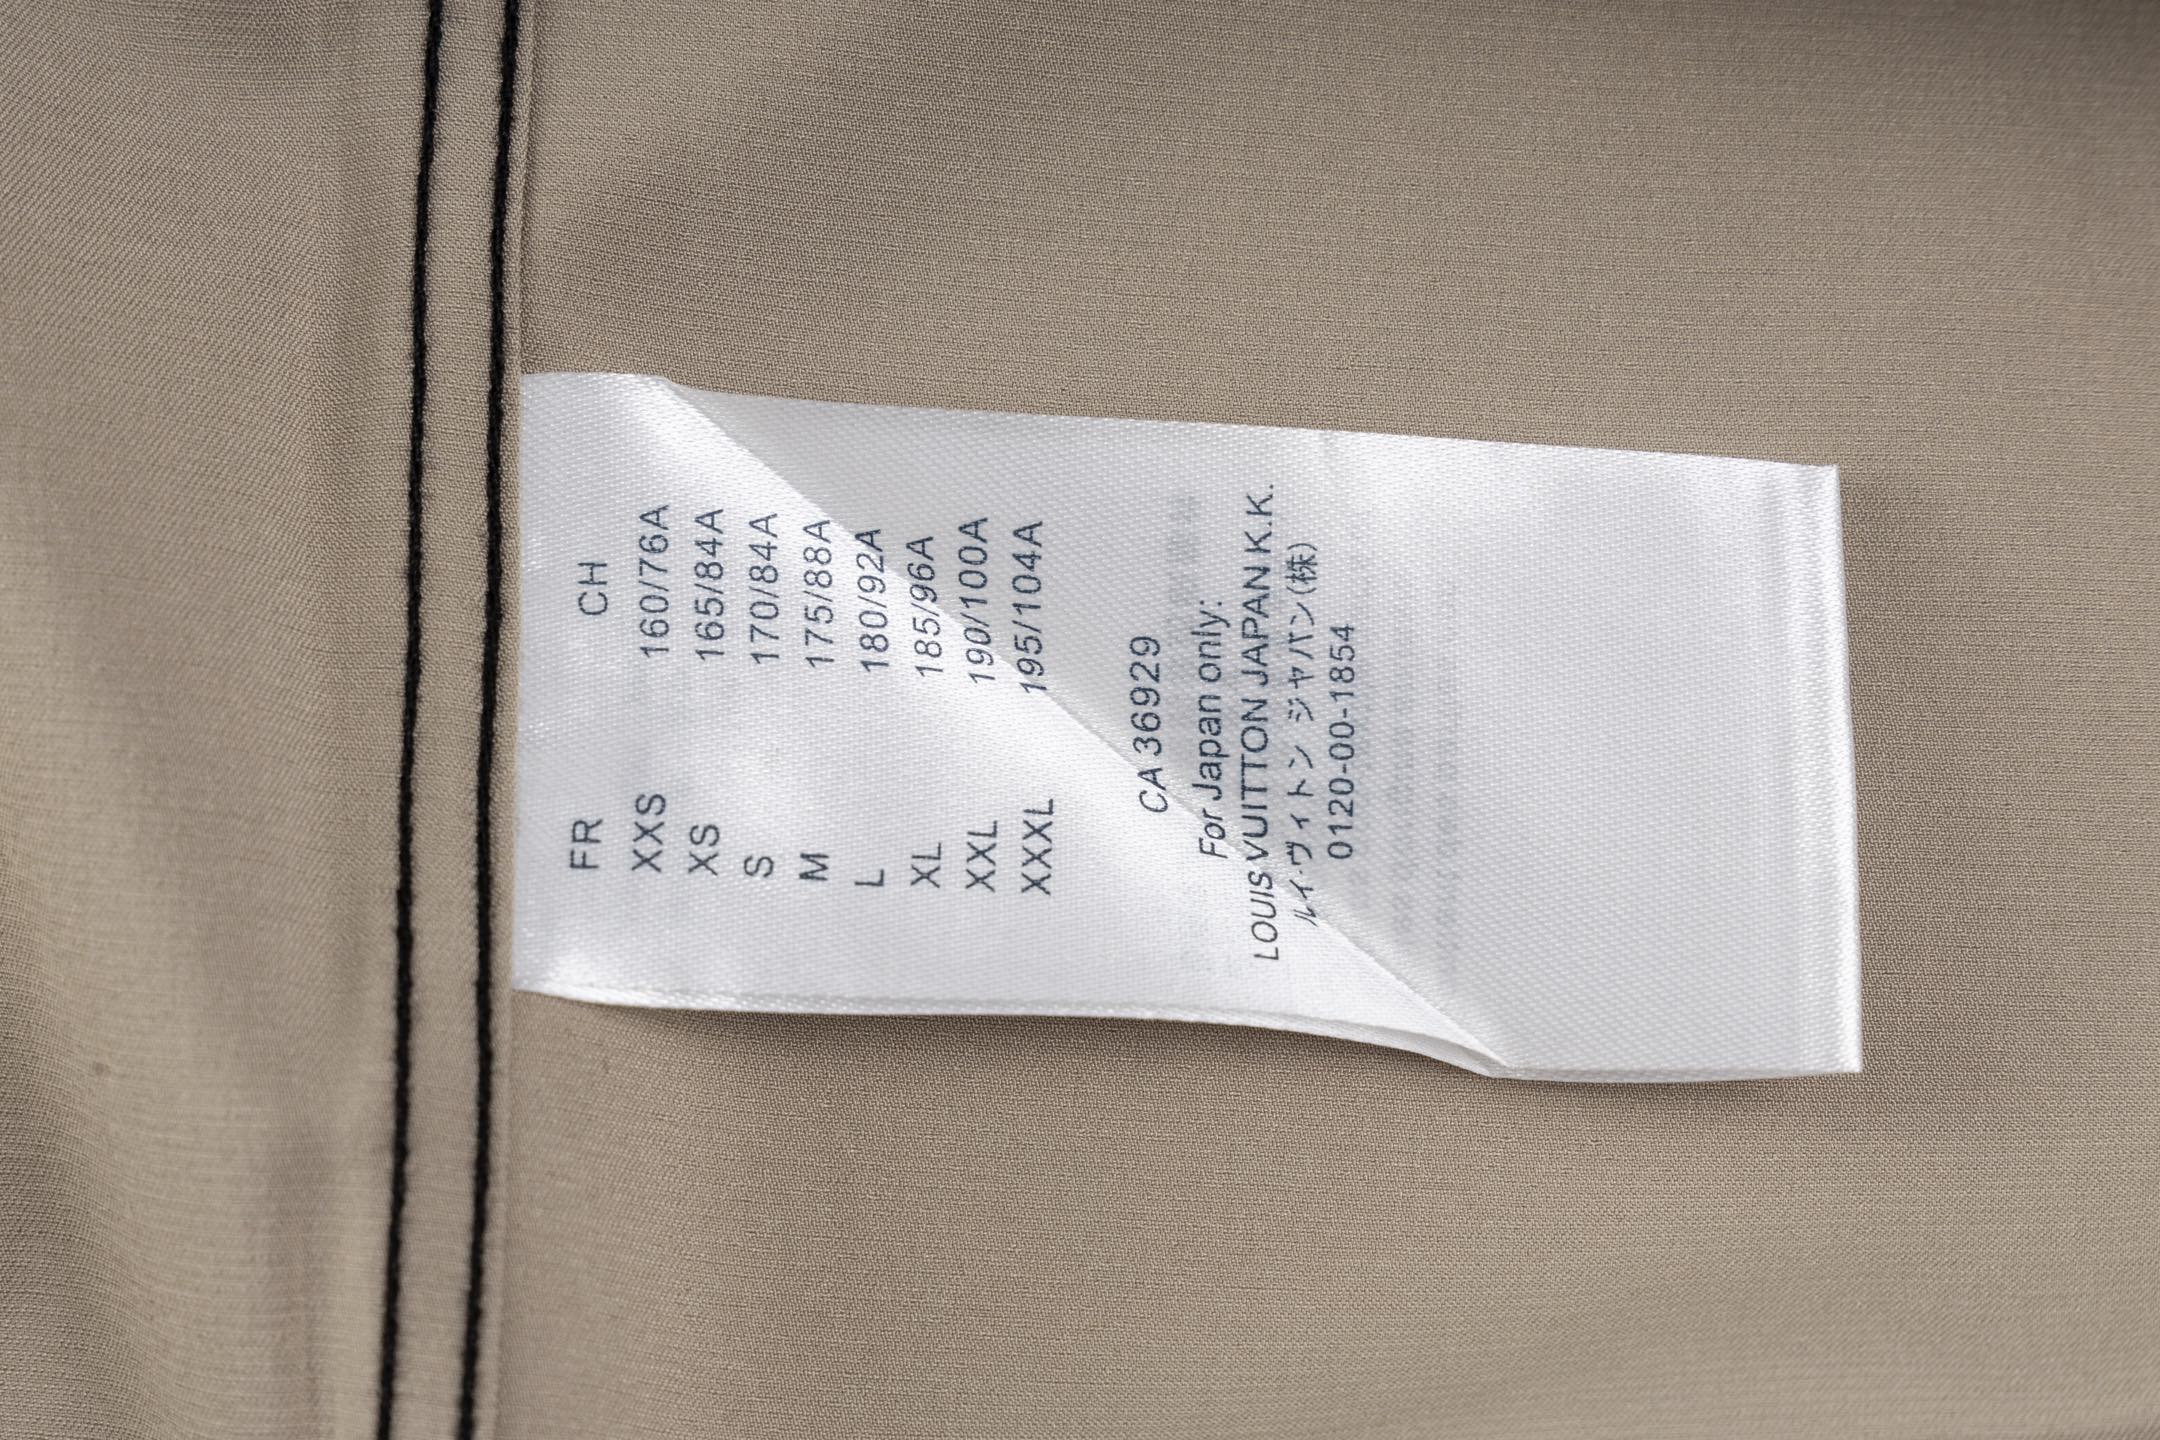 FR CH
XXS 160/76A
XS 165/84A
S 170/84A
M 175/88A
L 180/92A
XL 185/96A
XXL 190/100A
XXXL 195/104A
CA 36929
For Japan only:
LOUIS VUITTON JAPAN K.K.
ルイ·ヴィトン ジャパン(株)
0120-00-1854